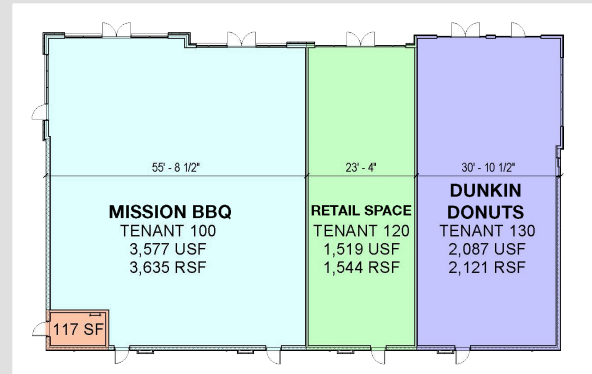 55' - 8 1/2"
23' - 4"
30' - 10 1/2"
MISSION BBQ
TENANT 100
3,577 USF
3,635 RSF
RETAIL SPACE
TENANT 120
1,519 USF
1,544 RSF
DUNKIN
DONUTS
TENANT 130
2,087 USF
2,121 RSF
117 SF